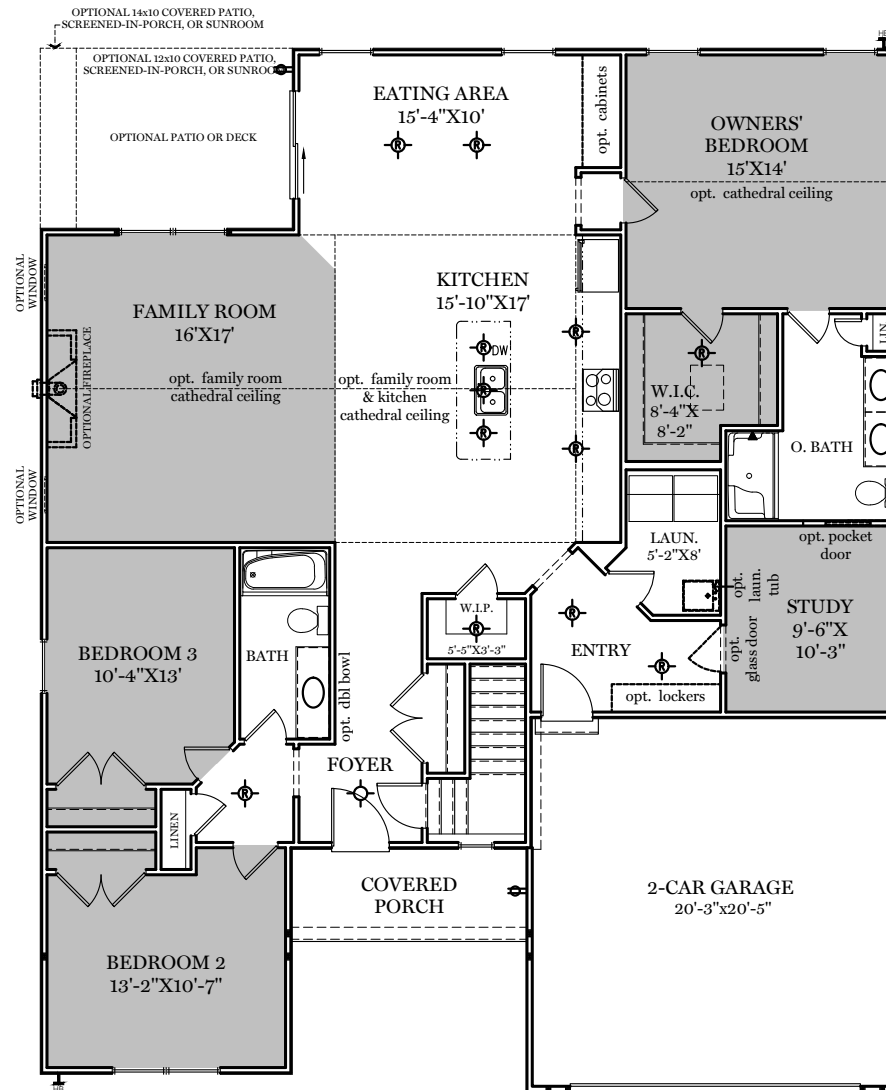 OPTIONAL 14x10 COVERED PATIO,
SCREENED-IN-PORCH, OR SUNROOM
OPTIONAL 12x10 COVERED PATIO,
SCREENED-IN-PORCH, OR SUNROOM
OPTIONAL PATIO OR DECK
EATING AREA
15'-4"X10'
opt. cabinets
OWNERS'
BEDROOM
15'X14'
opt. cathedral ceiling
OPTIONAL
WINDOW
FAMILY ROOM
16'X17'
opt. family room
cathedral ceiling
OPTIONAL FIREPLACE
OPTIONAL
WINDOW
KITCHEN
15'-10"X17'
R
R
R
DW
R
R
R
R
R
opt. family room
& kitchen
cathedral ceiling
R
W.I.C.
8'-4"X
8'-2"
LIN.
O. BATH
LAUN.
5'-2"X8'
opt.
laun.
tub
opt. pocket
door
STUDY
9'-6"X
10'-3"
opt.
glass door
BEDROOM 3
10'-4"X13'
BATH
opt. dbl bowl
W.I.P.
R
5'-5"X3'-3"
R
ENTRY
R
opt. lockers
FOYER
R
LINEN
COVERED
PORCH
2-CAR GARAGE
20'-3"x20'-5"
BEDROOM 2
13'-2"X10'-7"